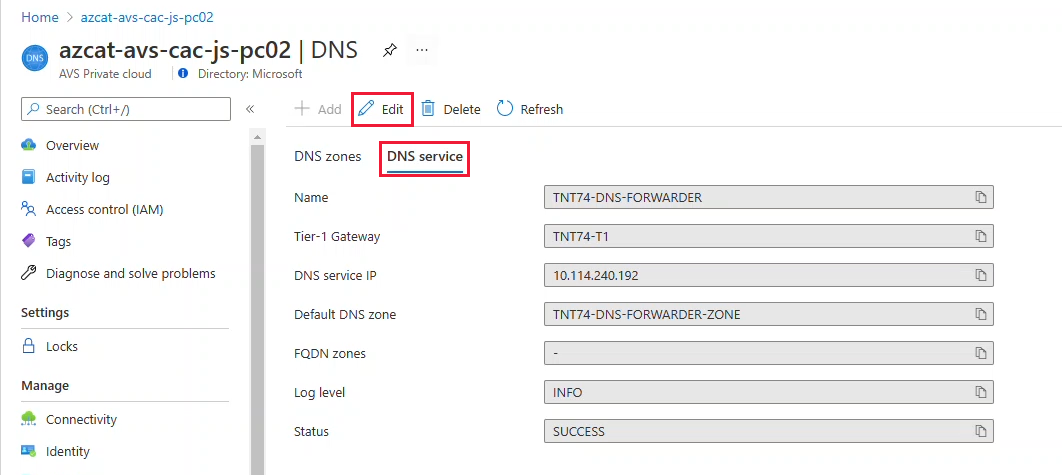 Home > azcat-avs-cac-js-pc02
azcat-avs-cac-js-pc02 | DNS
DNS
AVS Private cloud
Directory: Microsoft
Search (Ctrl+/)
Overview
Activity log
Access control (IAM)
Tags
Diagnose and solve problems
Settings
Locks
Manage
Connectivity
Identity
Add Edit Delete Refresh
DNS zones DNS service
Name TNT74-DNS-FORWARDER
Tier-1 Gateway TNT74-T1
DNS service IP 10.114.240.192
Default DNS zone TNT74-DNS-FORWARDER-ZONE
FQDN zones -
Log level INFO
Status SUCCESS